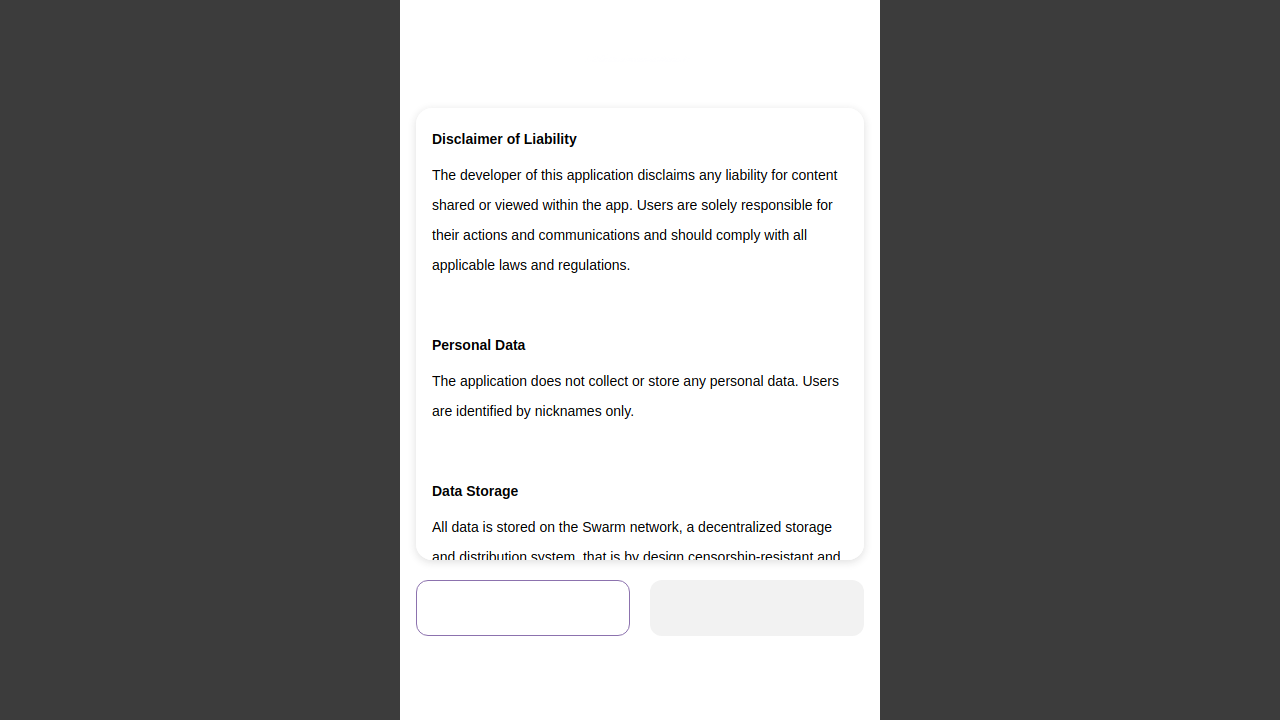 Disclaimer of Liability
The developer of this application disclaims any liability for content
shared or viewed within the app. Users are solely responsible for
their actions and communications and should comply with all
applicable laws and regulations.
Personal Data
The application does not collect or store any personal data. Users
are identified by nicknames only.
Data Storage
All data is stored on the Swarm network, a decentralized storage
and distribution system, that is by design censorship-resistant and